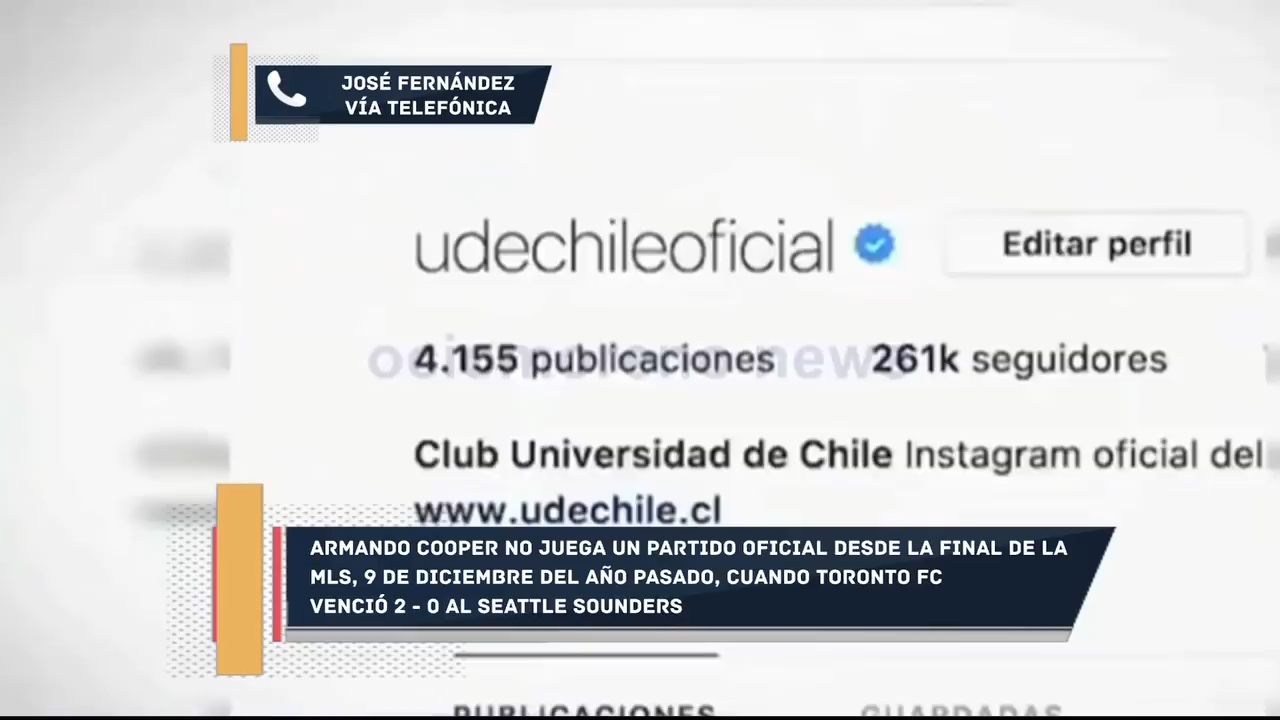 JOSÉ FERNÁNDEZ
VÍA TELEFÓNICA
udechileoficial
Editar perfil
4.155 publicaciones 261k seguidores
Club Universidad de Chile Instagram oficial del
www.udechile.cl
ARMANDO COOPER NO JUEGA UN PARTIDO OFICIAL DESDE LA FINAL DE LA
MLS, 9 DE DICIEMBRE DEL AÑO PASADO, CUANDO TORONTO FC
VENCIÓ 2 - 0 AL SEATTLE SOUNDERS
PUBLICACIONES GUARDADAS